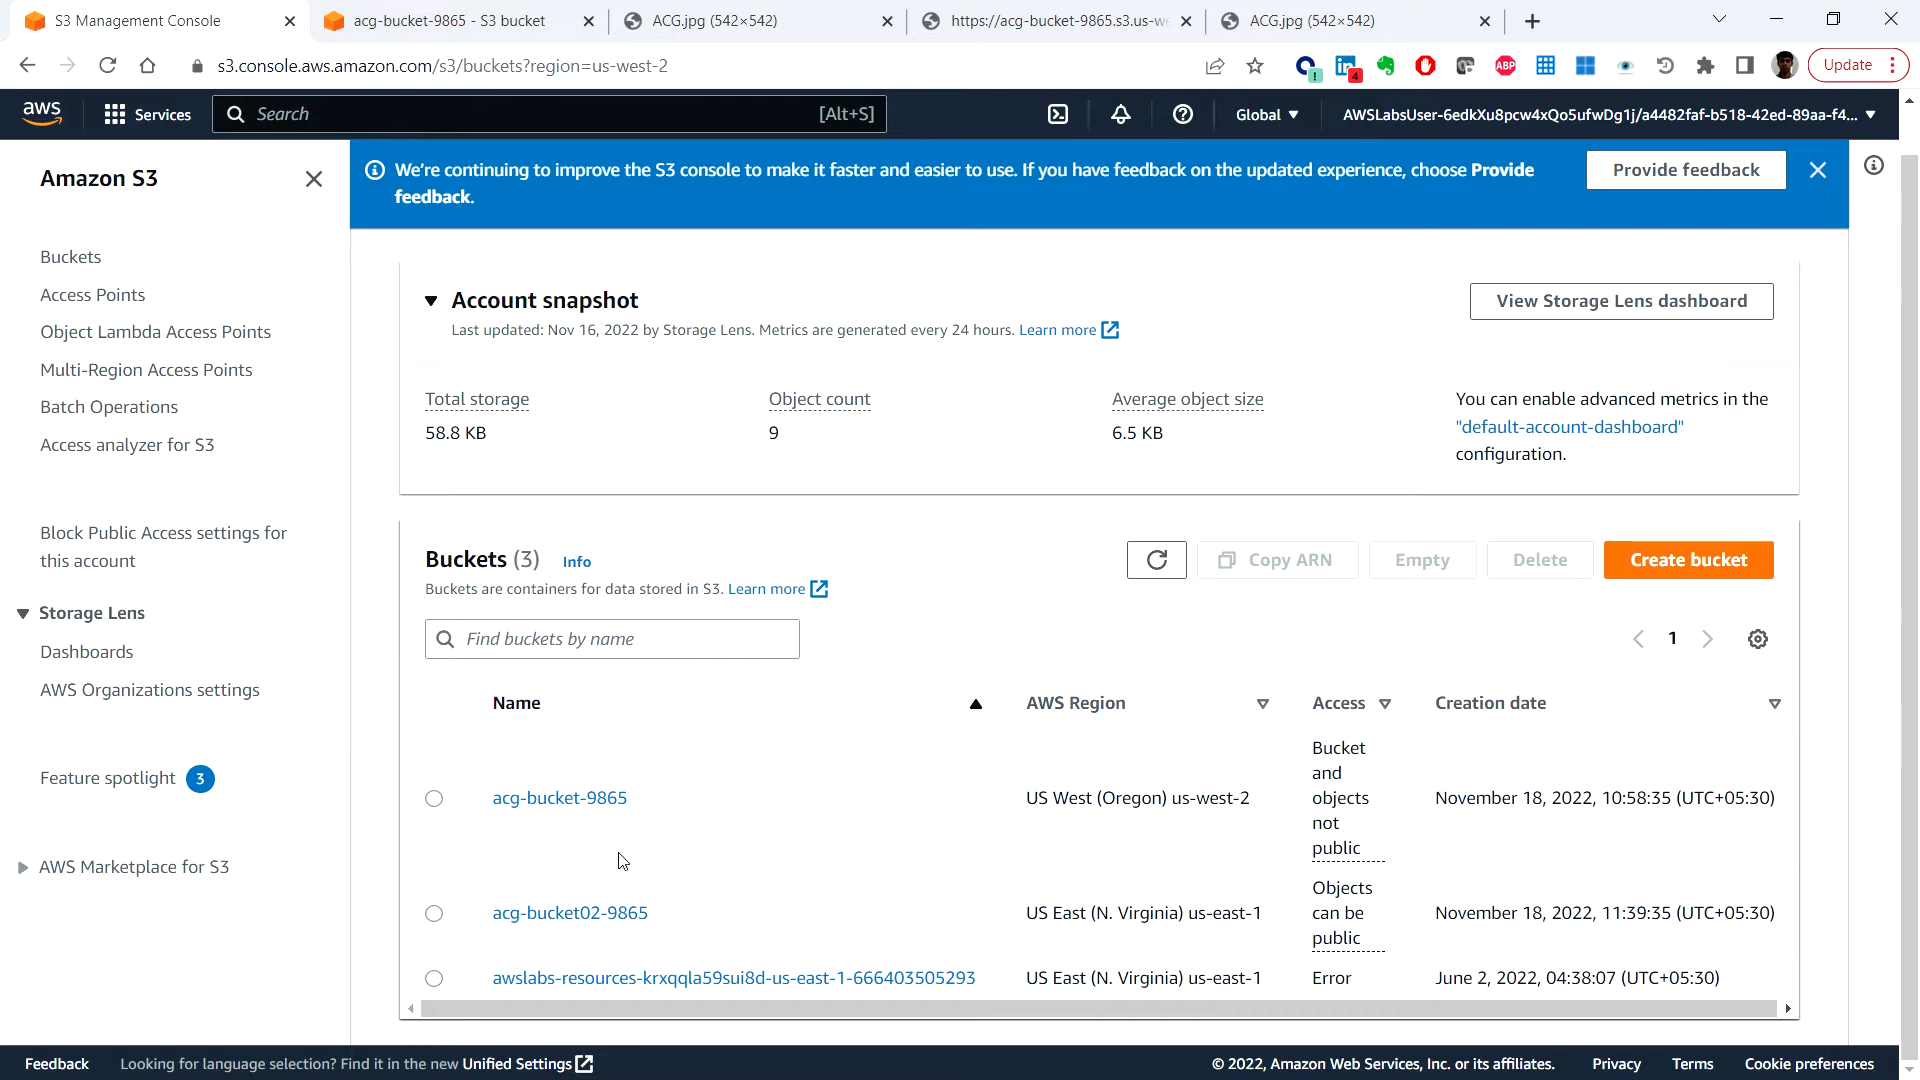 S3 Management Console
acg-bucket-9865 - S3 bucket
ACG.jpg (542×542)
https://acg-bucket-9865.s3.us-we
ACG.jpg (542×542)
s3.console.aws.amazon.com/s3/buckets?region=us-west-2
4
ABP
Update
aws
Services
Search
[Alt+S]
Global
AWSLabsUser-6edkXu8pcw4xQo5ufwDg1j/a4482faf-b518-42ed-89aa-f4...
Amazon S3
Buckets
Access Points
Object Lambda Access Points
Multi-Region Access Points
Batch Operations
Access analyzer for S3
Block Public Access settings for
this account
Storage Lens
Dashboards
AWS Organizations settings
Feature spotlight 3
AWS Marketplace for S3
We're continuing to improve the S3 console to make it faster and easier to use. If you have feedback on the updated experience, choose Provide
feedback.
Provide feedback
Account snapshot
Last updated: Nov 16, 2022 by Storage Lens. Metrics are generated every 24 hours. Learn more
View Storage Lens dashboard
Total storage
58.8 KB
Object count
9
Average object size
6.5 KB
You can enable advanced metrics in the
"default-account-dashboard"
configuration.
Buckets (3) Info
Buckets are containers for data stored in S3. Learn more
Copy ARN
Empty
Delete
Create bucket
Find buckets by name
1
Name
AWS Region
Access
Creation date
acg-bucket-9865
US West (Oregon) us-west-2
Bucket
and
objects
not
public
November 18, 2022, 10:58:35 (UTC+05:30)
acg-bucket02-9865
US East (N. Virginia) us-east-1
Objects
can be
public
November 18, 2022, 11:39:35 (UTC+05:30)
awslabs-resources-krxqqla59sui8d-us-east-1-666403505293
US East (N. Virginia) us-east-1
Error
June 2, 2022, 04:38:07 (UTC+05:30)
Feedback
Looking for language selection? Find it in the new Unified Settings
© 2022, Amazon Web Services, Inc. or its affiliates.
Privacy
Terms
Cookie preferences